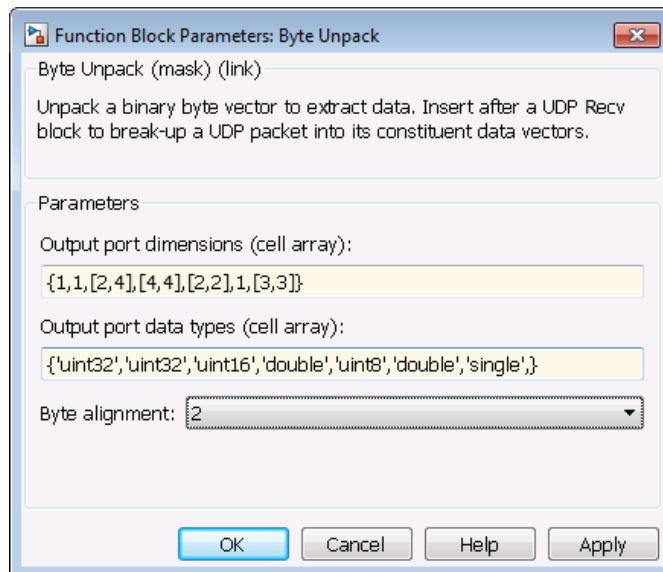 Function Block Parameters: Byte Unpack
Byte Unpack (mask) (link)
Unpack a binary byte vector to extract data. Insert after a UDP Recv
block to break-up a UDP packet into its constituent data vectors.
Parameters
Output port dimensions (cell array):
{1,1,[2,4],[4,4],[2,2],1,[3,3]}
Output port data types (cell array):
{'uint32','uint32','uint16','double','uint8','double','single',}
Byte alignment: 2
OK Cancel Help Apply